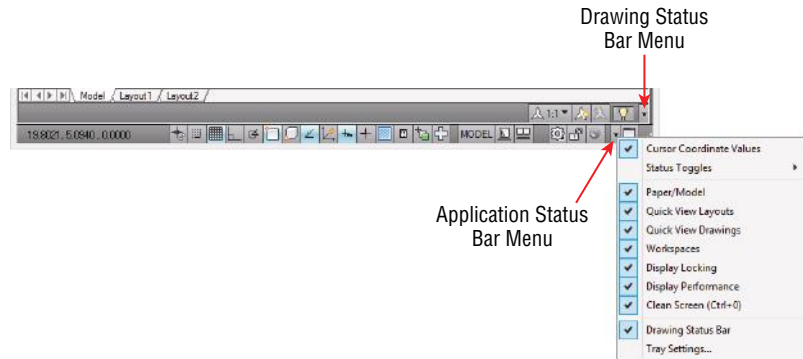 Drawing Status
Bar Menu
Model / Layout1 / Layout2 /
1:1
19.8021, 5.0940, 0.0000
MODEL
Application Status
Bar Menu
Cursor Coordinate Values
Status Toggles
Paper/Model
Quick View Layouts
Quick View Drawings
Workspaces
Display Locking
Display Performance
Clean Screen (Ctrl+0)
Drawing Status Bar
Tray Settings...